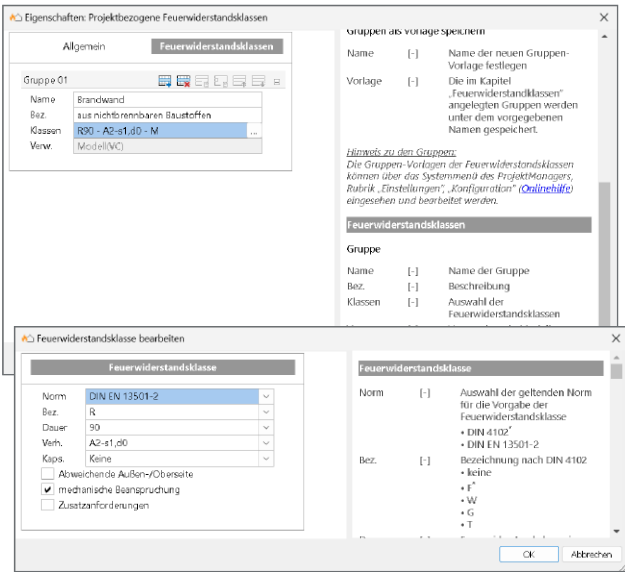 Eigenschaften: Projektbezogene Feuerwiderstandsklassen
Allgemein
Feuerwiderstandsklassen
Gruppe 01
Name Brandwand
Bez. aus nichtbrennbaren Baustoffen
Klassen R90 - A2-s1,d0 - M ...
Verw. Modell(VC)
Gruppen als Vorlage speichern
Name [-] Name der neuen Gruppen-
Vorlage festlegen
Vorlage [-] Die im Kapitel
„Feuerwiderstandklassen"
angelegten Gruppen werden
unter dem vorgegebenen
Namen gespeichert.
Hinweis zu den Gruppen:
Die Gruppen-Vorlagen der Feuerwiderstandsklassen
können über das Systemmenü des ProjektManagers,
Rubrik „Einstellungen", „Konfiguration" (Onlinehilfe)
eingesehen und bearbeitet werden.
Feuerwiderstandsklassen
Gruppe
Name [-] Name der Gruppe
Bez. [-] Beschreibung
Klassen [-] Auswahl der
Feuerwiderstandsklassen
Feuerwiderstandsklasse bearbeiten
Feuerwiderstandsklasse
Norm DIN EN 13501-2
Bez. R
Dauer 90
Verh. A2-s1,d0
Kaps. Keine
Abweichende Außen-/Oberseite
mechanische Beanspruchung
Zusatzanforderungen
Feuerwiderstandsklasse
Norm [-] Auswahl der geltenden Norm
für die Vorgabe der
Feuerwiderstandsklasse
• DIN 4102*
• DIN EN 13501-2
Bez. [-] Bezeichnung nach DIN 4102
• keine
• F*
• W
• G
• T
OK Abbrechen